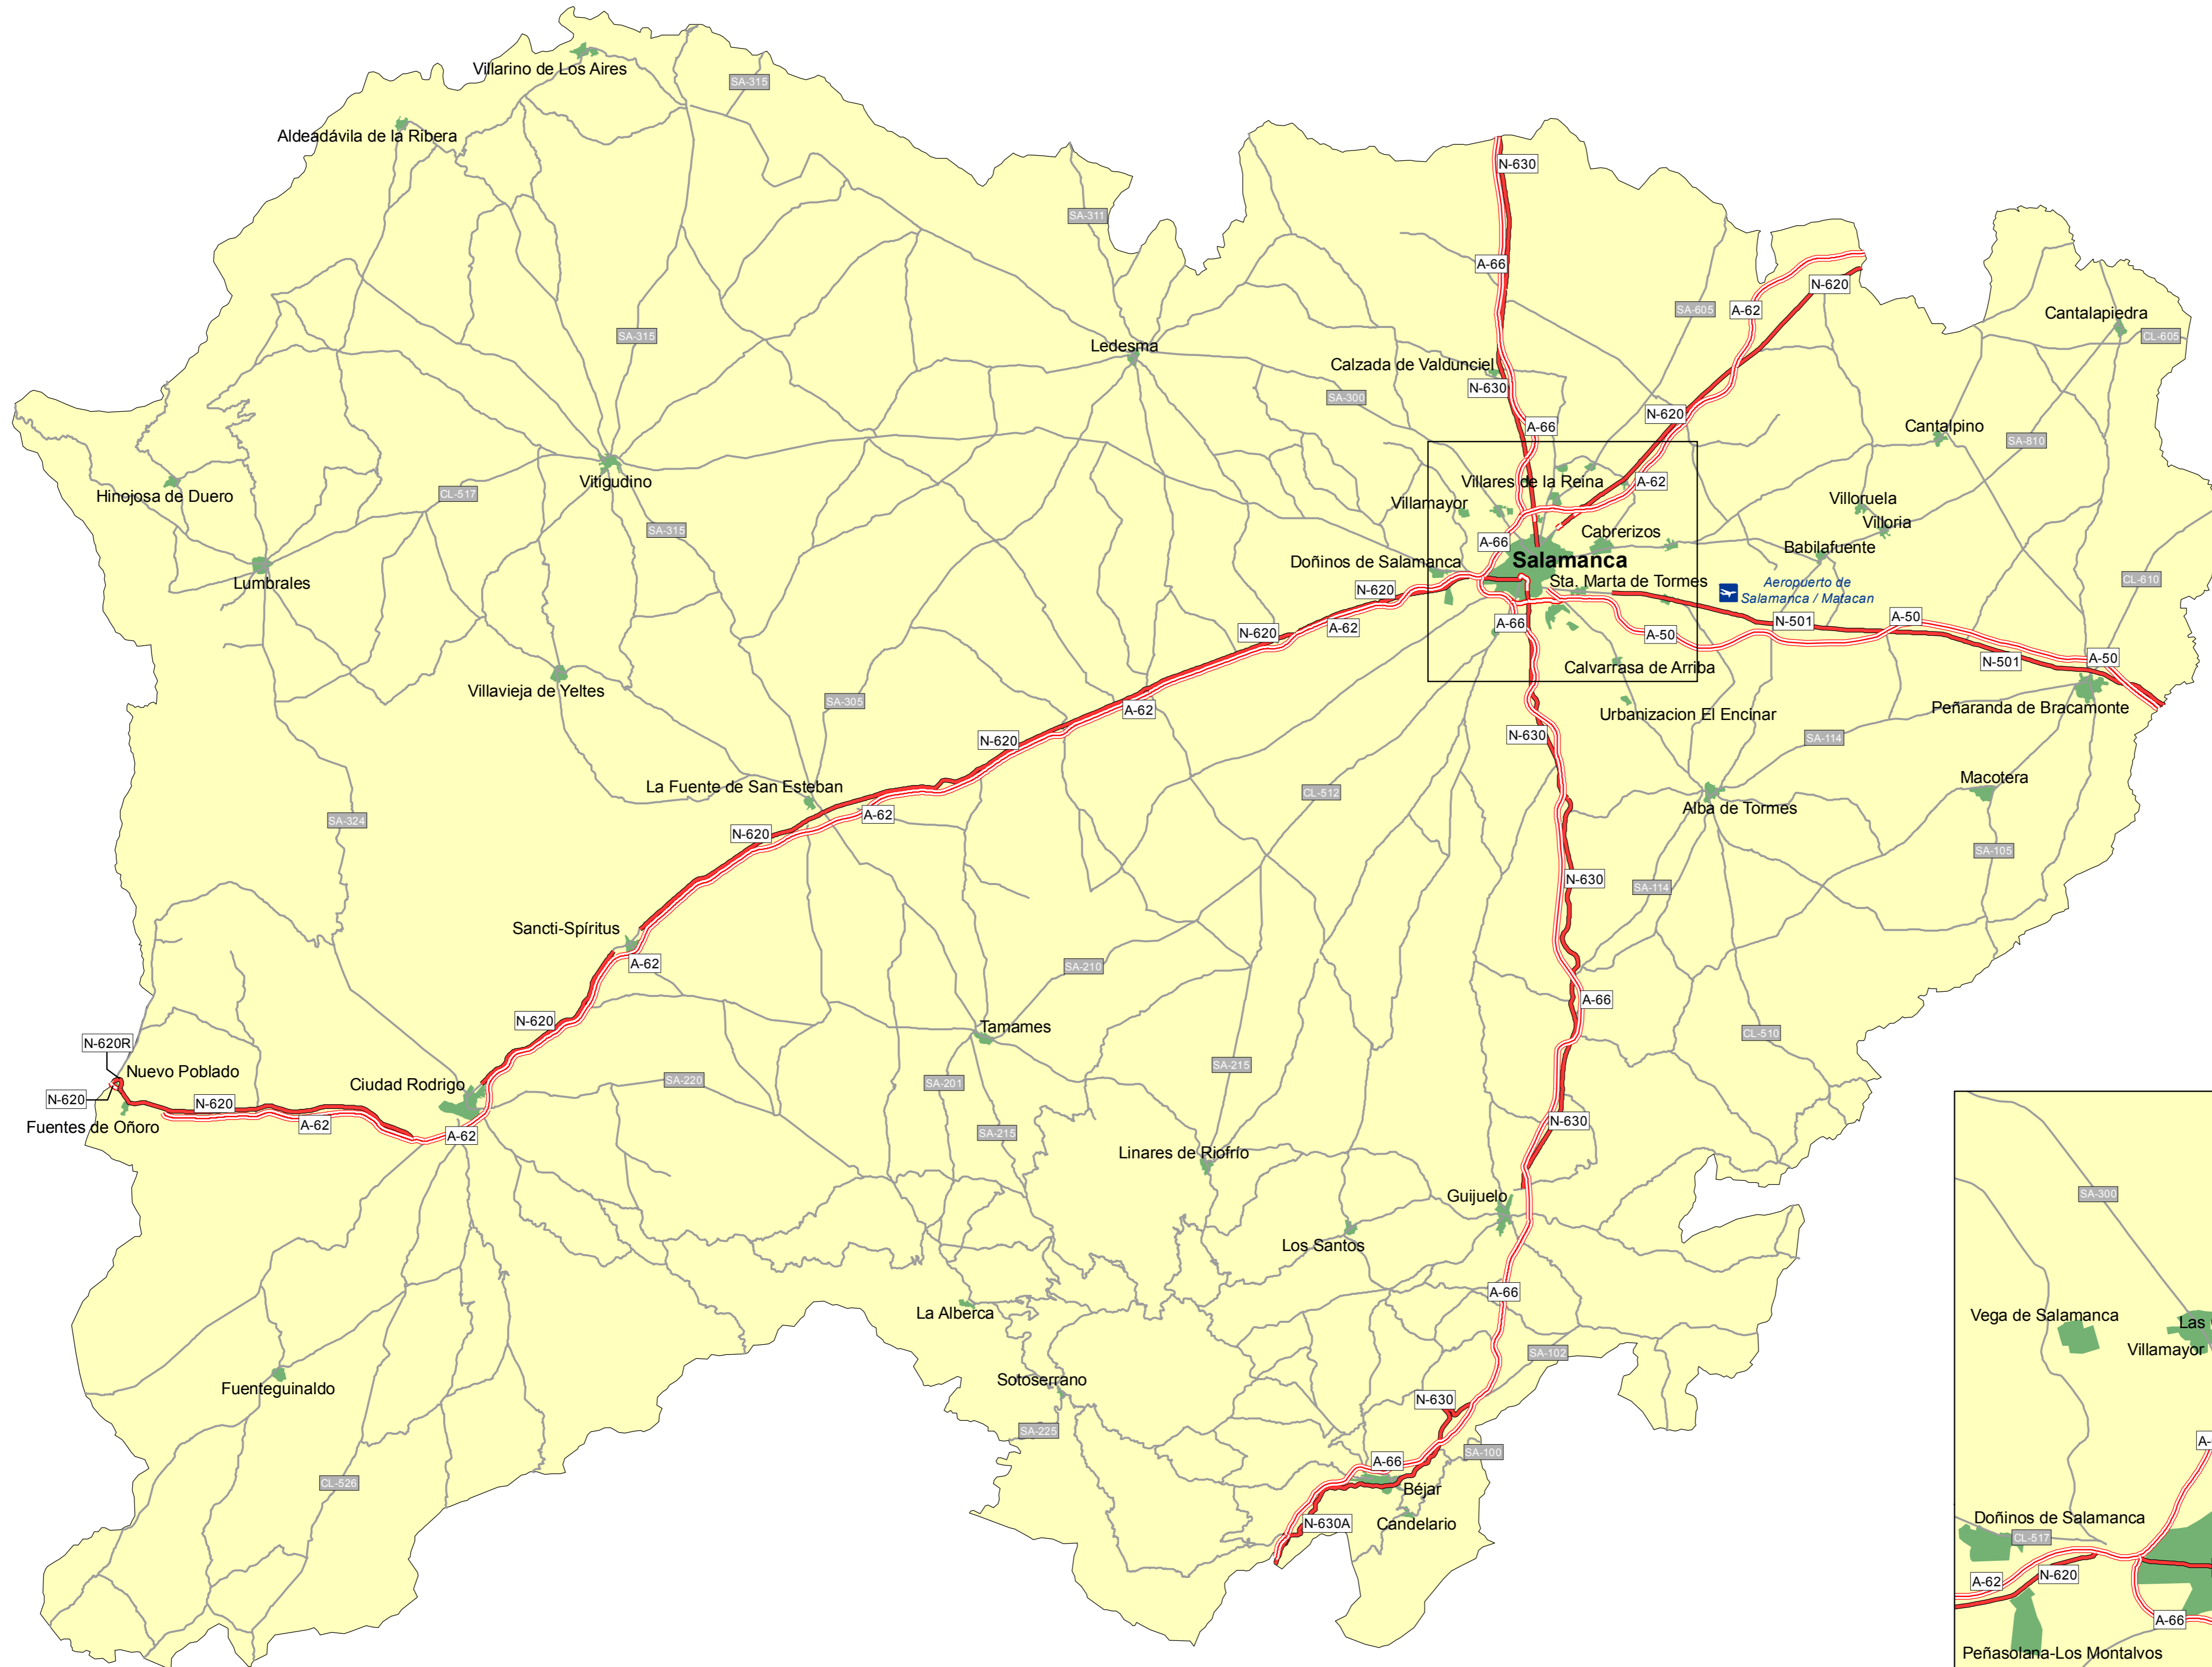 Villarino de Los Aires
SA-315
Aldeadávila de la Ribera
N-630
SA-311
A-66
N-620
SA-605
A-62
Cantalapiedra
CL-605
SA-315
Ledesma
Calzada de Valdunciel
N-630
SA-300
N-620
A-66
Cantalpino
SA-810
Vitigudino
Villares de la Reina
A-62
Hinojosa de Duero
CL-517
Villamayor
Villoruela
Villoria
SA-315
Cabrerizos
A-66
Babilafuente
Salamanca
Doñinos de Salamanca
Lumbrales
Sta. Marta de Tormes
Aeropuerto de
Salamanca / Matacan
CL-610
N-620
A-66
A-62
N-620
A-50
N-501
A-50
N-501
A-50
Calvarrasa de Arriba
Villavieja de Yeltes
SA-305
A-62
Urbanizacion El Encinar
Peñaranda de Bracamonte
N-620
N-630
SA-114
La Fuente de San Esteban
CL-512
Macotera
Alba de Tormes
SA-324
A-62
N-620
SA-105
N-630
SA-114
Sancti-Spíritus
A-62
SA-210
A-66
N-620
Tamames
CL-510
N-620R
Nuevo Poblado
Ciudad Rodrigo
SA-220
SA-201
SA-215
N-620
N-620
Fuentes de Oñoro
A-62
A-62
SA-215
N-630
Linares de Riofrío
Guijuelo
SA-300
Los Santos
A-66
La Alberca
Vega de Salamanca
Las
Villamayor
SA-102
Fuenteguinaldo
Sotoserrano
N-630
SA-225
SA-100
A-66
CL-526
Béjar
N-630A
Candelario
Doñinos de Salamanca
CL-517
A-62
N-620
A-66
Peñasolana-Los Montalvos